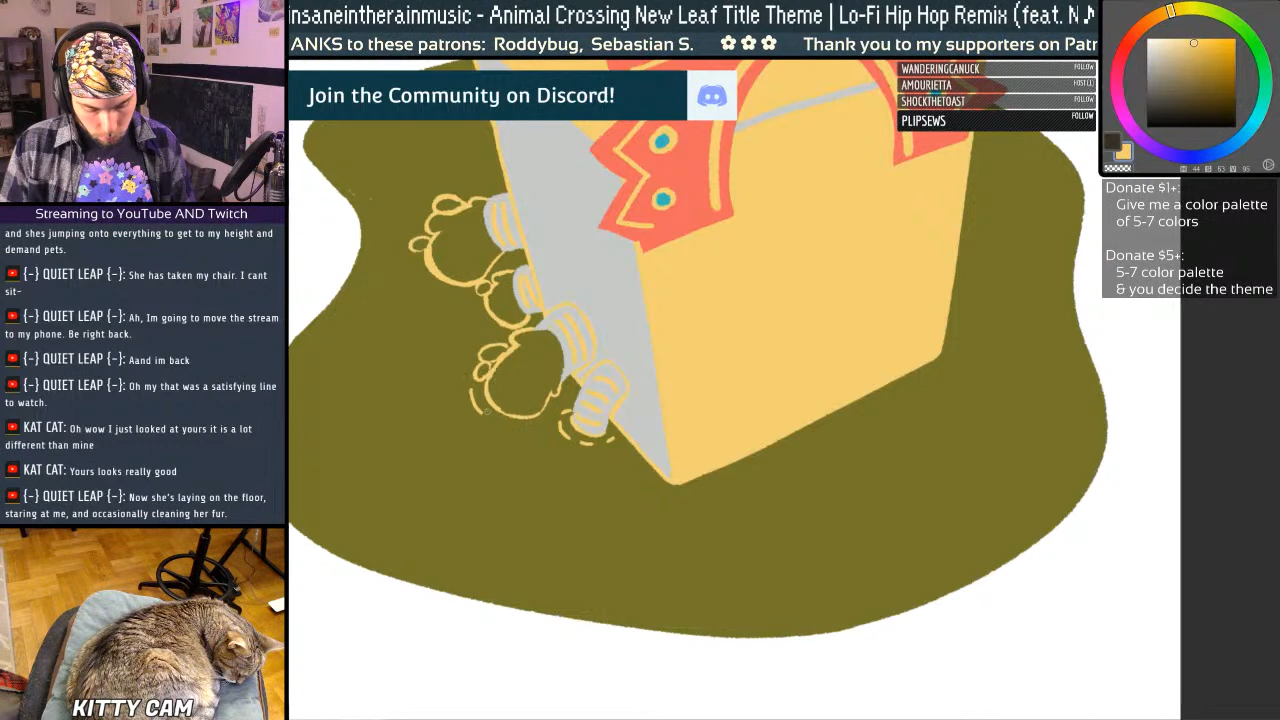 insaneintherainmusic - Animal Crossing New Leaf Title Theme | Lo-Fi Hip Hop Remix (feat. N
ANKS to these patrons: Roddybug, Sebastian S. ✿ ✿ ✿ Thank you to my supporters on Patr
Join the Community on Discord!
WANDERINGCANUCK FOLLOW
AMOURIETTA HOST(1)
SHOCKTHETOAST FOLLOW
PLIPSEWS FOLLOW
Streaming to YouTube AND Twitch
and shes jumping onto everything to get to my height and
demand pets.
{-} QUIET LEAP {-}: She has taken my chair. I cant
sit-
{-} QUIET LEAP {-}: Ah, Im going to move the stream
to my phone. Be right back.
{-} QUIET LEAP {-}: Aand im back
{-} QUIET LEAP {-}: Oh my that was a satisfying line
to watch.
KAT CAT: Oh wow I just looked at yours it is a lot
different than mine
KAT CAT: Yours looks really good
{-} QUIET LEAP {-}: Now she's laying on the floor,
staring at me, and occasionally cleaning her fur.
Donate $1+:
Give me a color palette
of 5-7 colors
Donate $5+:
5-7 color palette
& you decide the theme
KITTY CAM